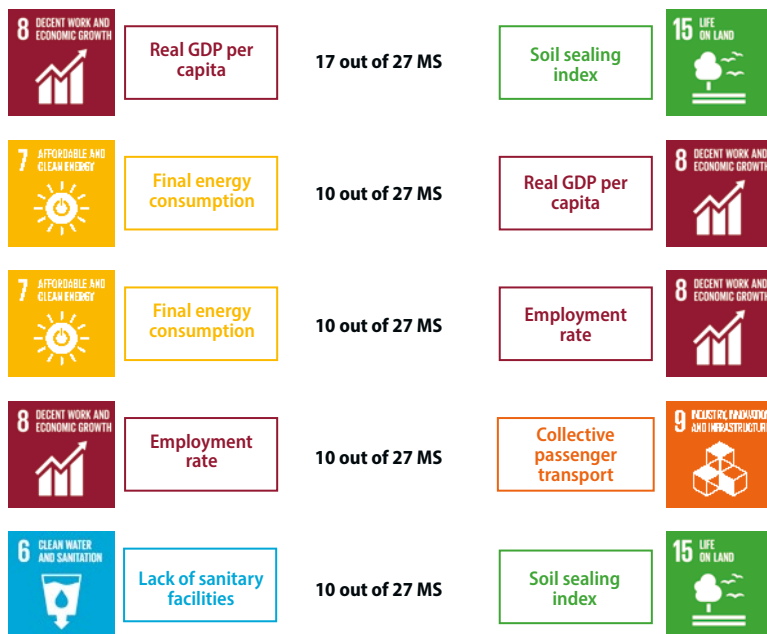 8 DECENT WORK AND
ECONOMIC GROWTH
Real GDP per
capita
17 out of 27 MS
Soil sealing
index
15 LIFE
ON LAND
7 AFFORDABLE AND
CLEAN ENERGY
Final energy
consumption
10 out of 27 MS
Real GDP per
capita
8 DECENT WORK AND
ECONOMIC GROWTH
7 AFFORDABLE AND
CLEAN ENERGY
Final energy
consumption
10 out of 27 MS
Employment
rate
8 DECENT WORK AND
ECONOMIC GROWTH
8 DECENT WORK AND
ECONOMIC GROWTH
Employment
rate
10 out of 27 MS
Collective
passenger
transport
9 INDUSTRY, INNOVATION
AND INFRASTRUCTURE
6 CLEAN WATER
AND SANITATION
Lack of sanitary
facilities
10 out of 27 MS
Soil sealing
index
15 LIFE
ON LAND